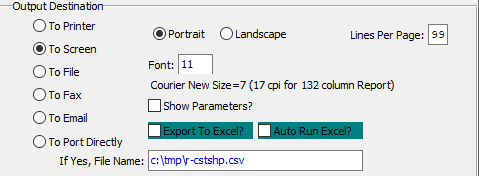 Output Destination
To Printer
To Screen
To File
To Fax
To Email
To Port Directly
Portrait
Landscape
Lines Per Page: 99
Font: 11
Courier New Size=7 (17 cpi for 132 column Report)
Show Parameters?
Export To Excel?
Auto Run Excel?
If Yes, File Name: c:\tmp\r-cstshp.csv